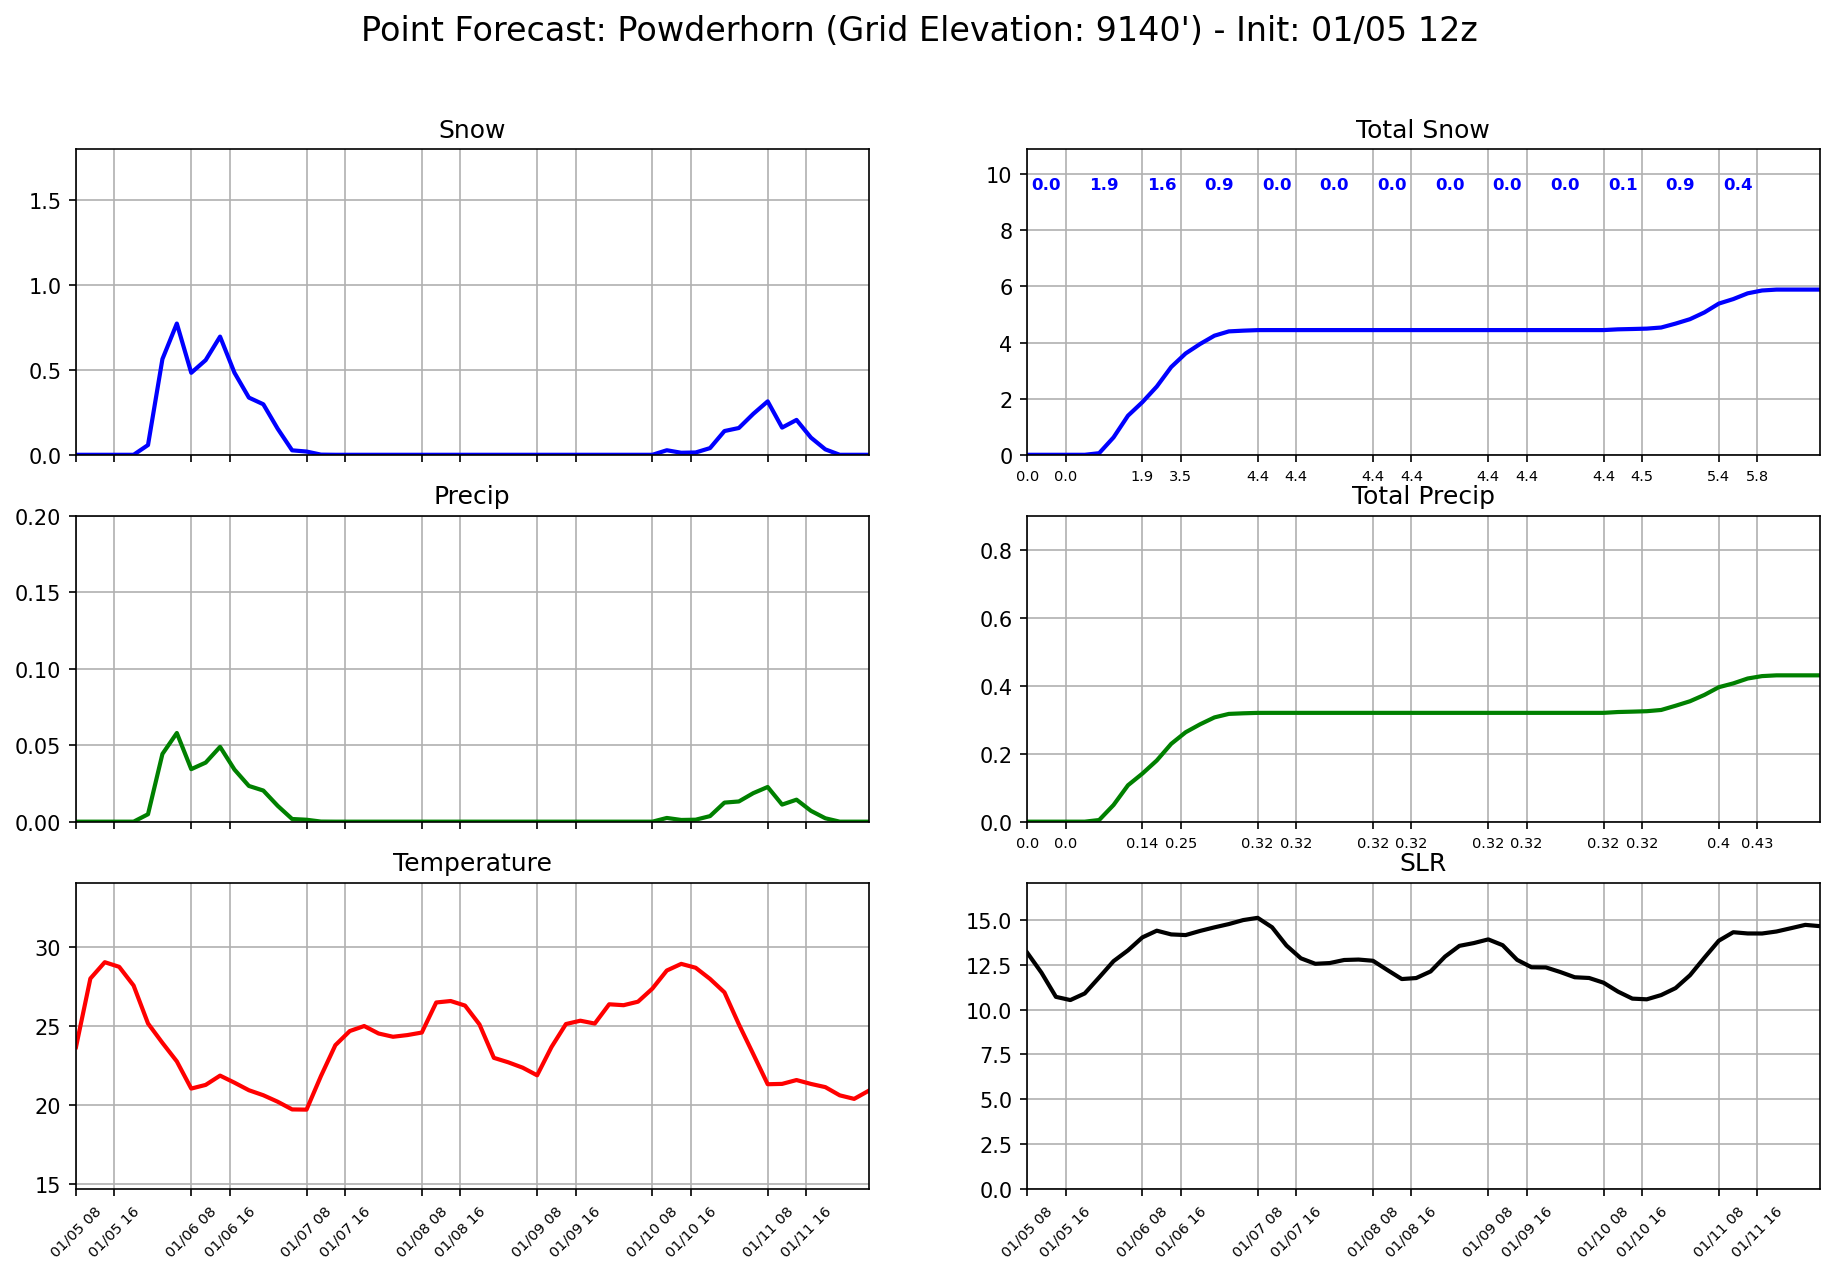 Point Forecast: Powderhorn (Grid Elevation: 9140') - Init: 01/05 12z
Snow
1.5
1.0
0.5
0.0
Total Snow
10
8
6
4
2
0
0.0 1.9 1.6 0.9 0.0 0.0 0.0 0.0 0.0 0.0 0.1 0.9 0.4
0.0 0.0 1.9 3.5 4.4 4.4 4.4 4.4 4.4 4.4 4.4 4.5 5.4 5.8
Precip
0.20
0.15
0.10
0.05
0.00
Total Precip
0.8
0.6
0.4
0.2
0.0
0.0 0.0 0.14 0.25 0.32 0.32 0.32 0.32 0.32 0.32 0.32 0.32 0.4 0.43
Temperature
30
25
20
15
01/05 08 01/05 16 01/06 08 01/06 16 01/07 08 01/07 16 01/08 08 01/08 16 01/09 08 01/09 16 01/10 08 01/10 16 01/11 08 01/11 16
SLR
15.0
12.5
10.0
7.5
5.0
2.5
0.0
01/05 08 01/05 16 01/06 08 01/06 16 01/07 08 01/07 16 01/08 08 01/08 16 01/09 08 01/09 16 01/10 08 01/10 16 01/11 08 01/11 16